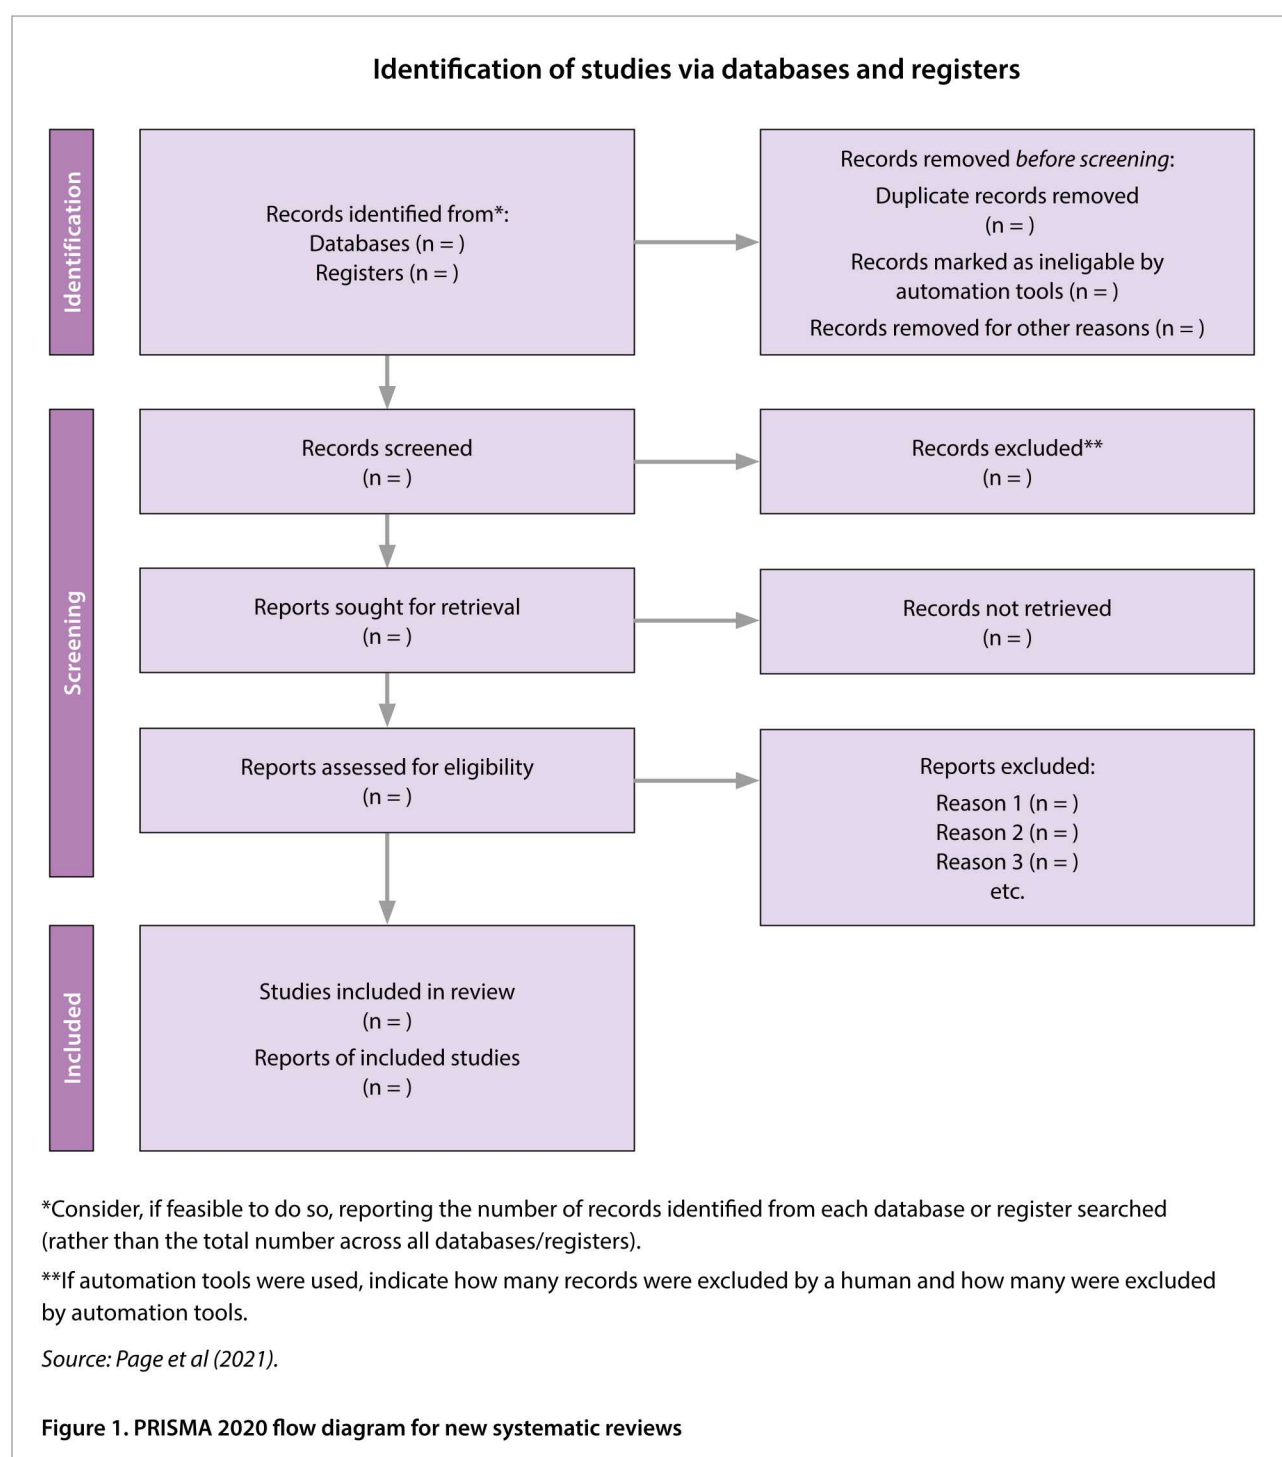 Identification of studies via databases and registers
Identification
Records identified from*:
Databases (n = )
Registers (n = )
Records removed before screening:
Duplicate records removed
(n = )
Records marked as ineligable by
automation tools (n = )
Records removed for other reasons (n = )
Screening
Records screened
(n = )
Records excluded**
(n = )
Reports sought for retrieval
(n = )
Records not retrieved
(n = )
Reports assessed for eligibility
(n = )
Reports excluded:
Reason 1 (n = )
Reason 2 (n = )
Reason 3 (n = )
etc.
Included
Studies included in review
(n = )
Reports of included studies
(n = )
*Consider, if feasible to do so, reporting the number of records identified from each database or register searched
(rather than the total number across all databases/registers).
**If automation tools were used, indicate how many records were excluded by a human and how many were excluded
by automation tools.
Source: Page et al (2021).
Figure 1. PRISMA 2020 flow diagram for new systematic reviews